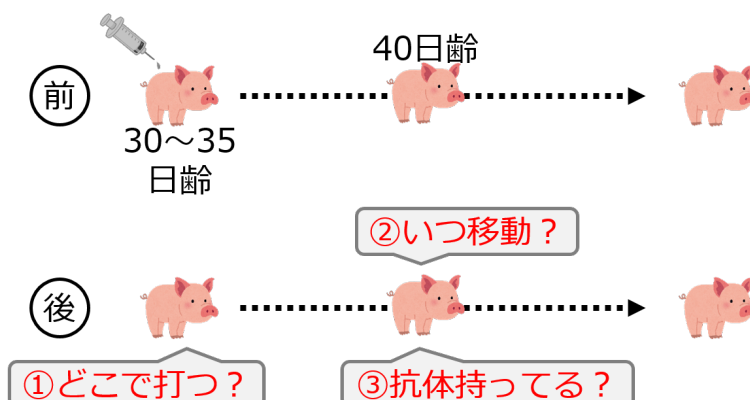 40日齢
前
30～35
日齢
②いつ移動？
後
①どこで打つ？
③抗体持ってる？